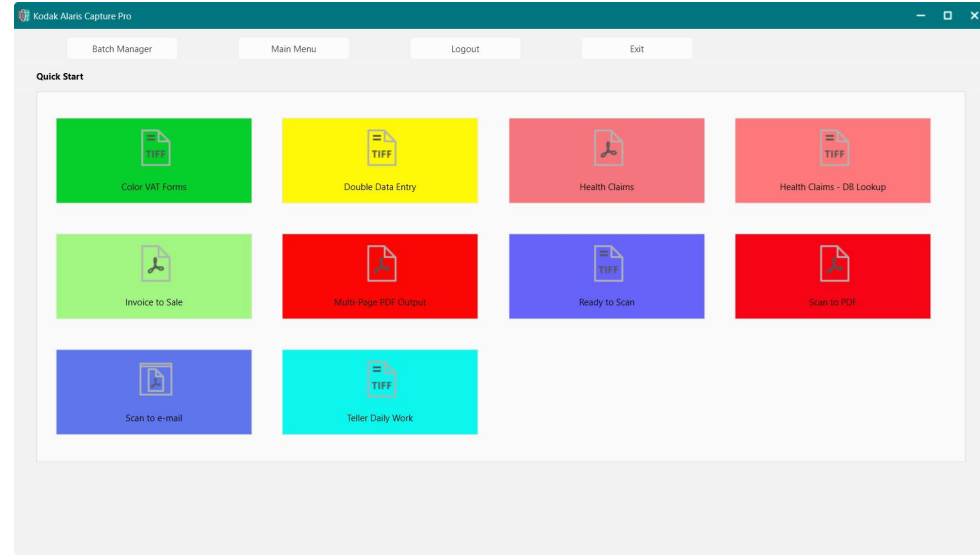 Kodak Alaris Capture Pro
Batch Manager Main Menu Logout Exit
Quick Start
TIFF TIFF TIFF
Color VAT Forms Double Data Entry Health Claims Health Claims - DB Lookup
TIFF
Invoice to Sale Multi-Page PDF Output Ready to Scan Scan to PDF
TIFF
Scan to e-mail Teller Daily Work